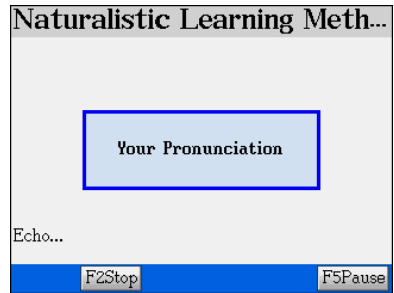 Naturalistic Learning Meth...
Your Pronunciation
Echo...
F2Stop F5Pause